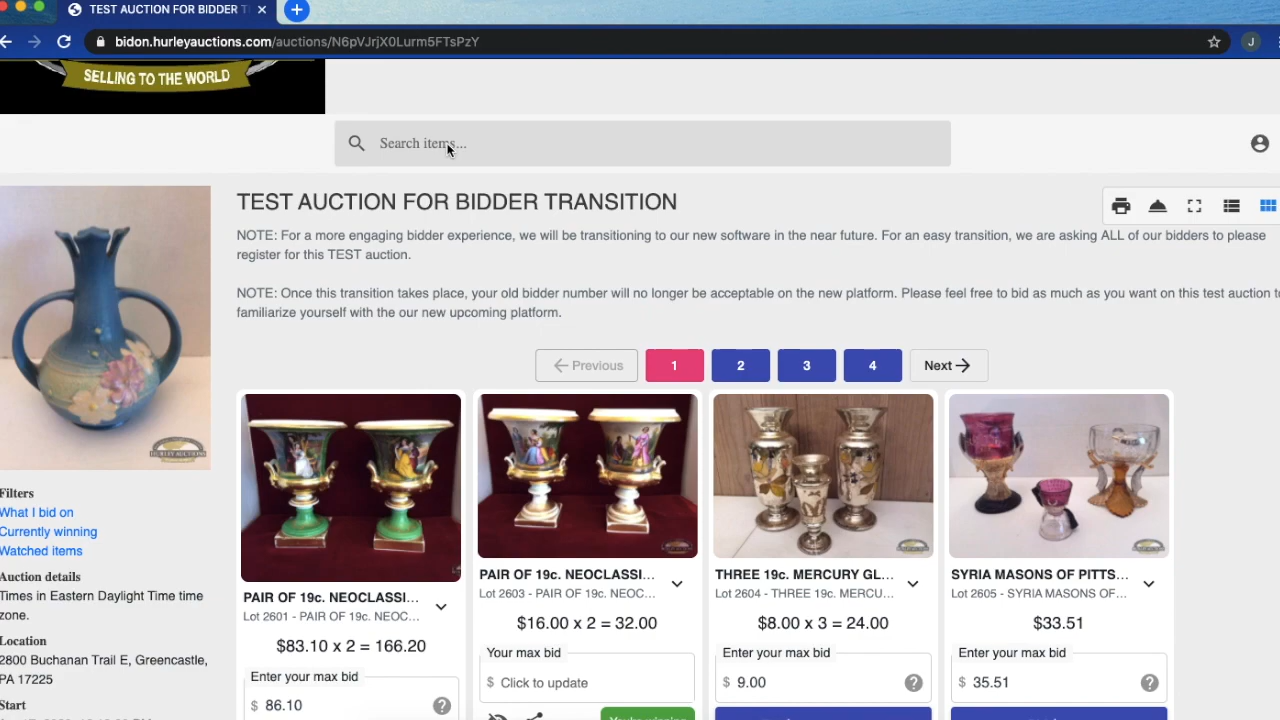 TEST AUCTION FOR BIDDER T
bidon.hurleyauctions.com/auctions/N6pVJrjX0Lurm5FTsPzY
J
SELLING TO THE WORLD
Search items...
TEST AUCTION FOR BIDDER TRANSITION
NOTE: For a more engaging bidder experience, we will be transitioning to our new software in the near future. For an easy transition, we are asking ALL of our bidders to please
register for this TEST auction.
NOTE: Once this transition takes place, your old bidder number will no longer be acceptable on the new platform. Please feel free to bid as much as you want on this test auction to
familiarize yourself with the our new upcoming platform.
Previous 1 2 3 4 Next
HURLEY AUCTIONS
Filters
What I bid on
Currently winning
Watched items
Auction details
Times in Eastern Daylight Time time
zone.
Location
2800 Buchanan Trail E, Greencastle,
PA 17225
Start
PAIR OF 19c. NEOCLASSI...
Lot 2601 - PAIR OF 19c. NEOC...
$83.10 x 2 = 166.20
Enter your max bid
$ 86.10
PAIR OF 19c. NEOCLASSI...
Lot 2603 - PAIR OF 19c. NEOC...
$16.00 x 2 = 32.00
Your max bid
$ Click to update
You're winning
THREE 19c. MERCURY GL...
Lot 2604 - THREE 19c. MERCU...
$8.00 x 3 = 24.00
Enter your max bid
$ 9.00
SYRIA MASONS OF PITTS...
Lot 2605 - SYRIA MASONS OF...
$33.51
Enter your max bid
$ 35.51